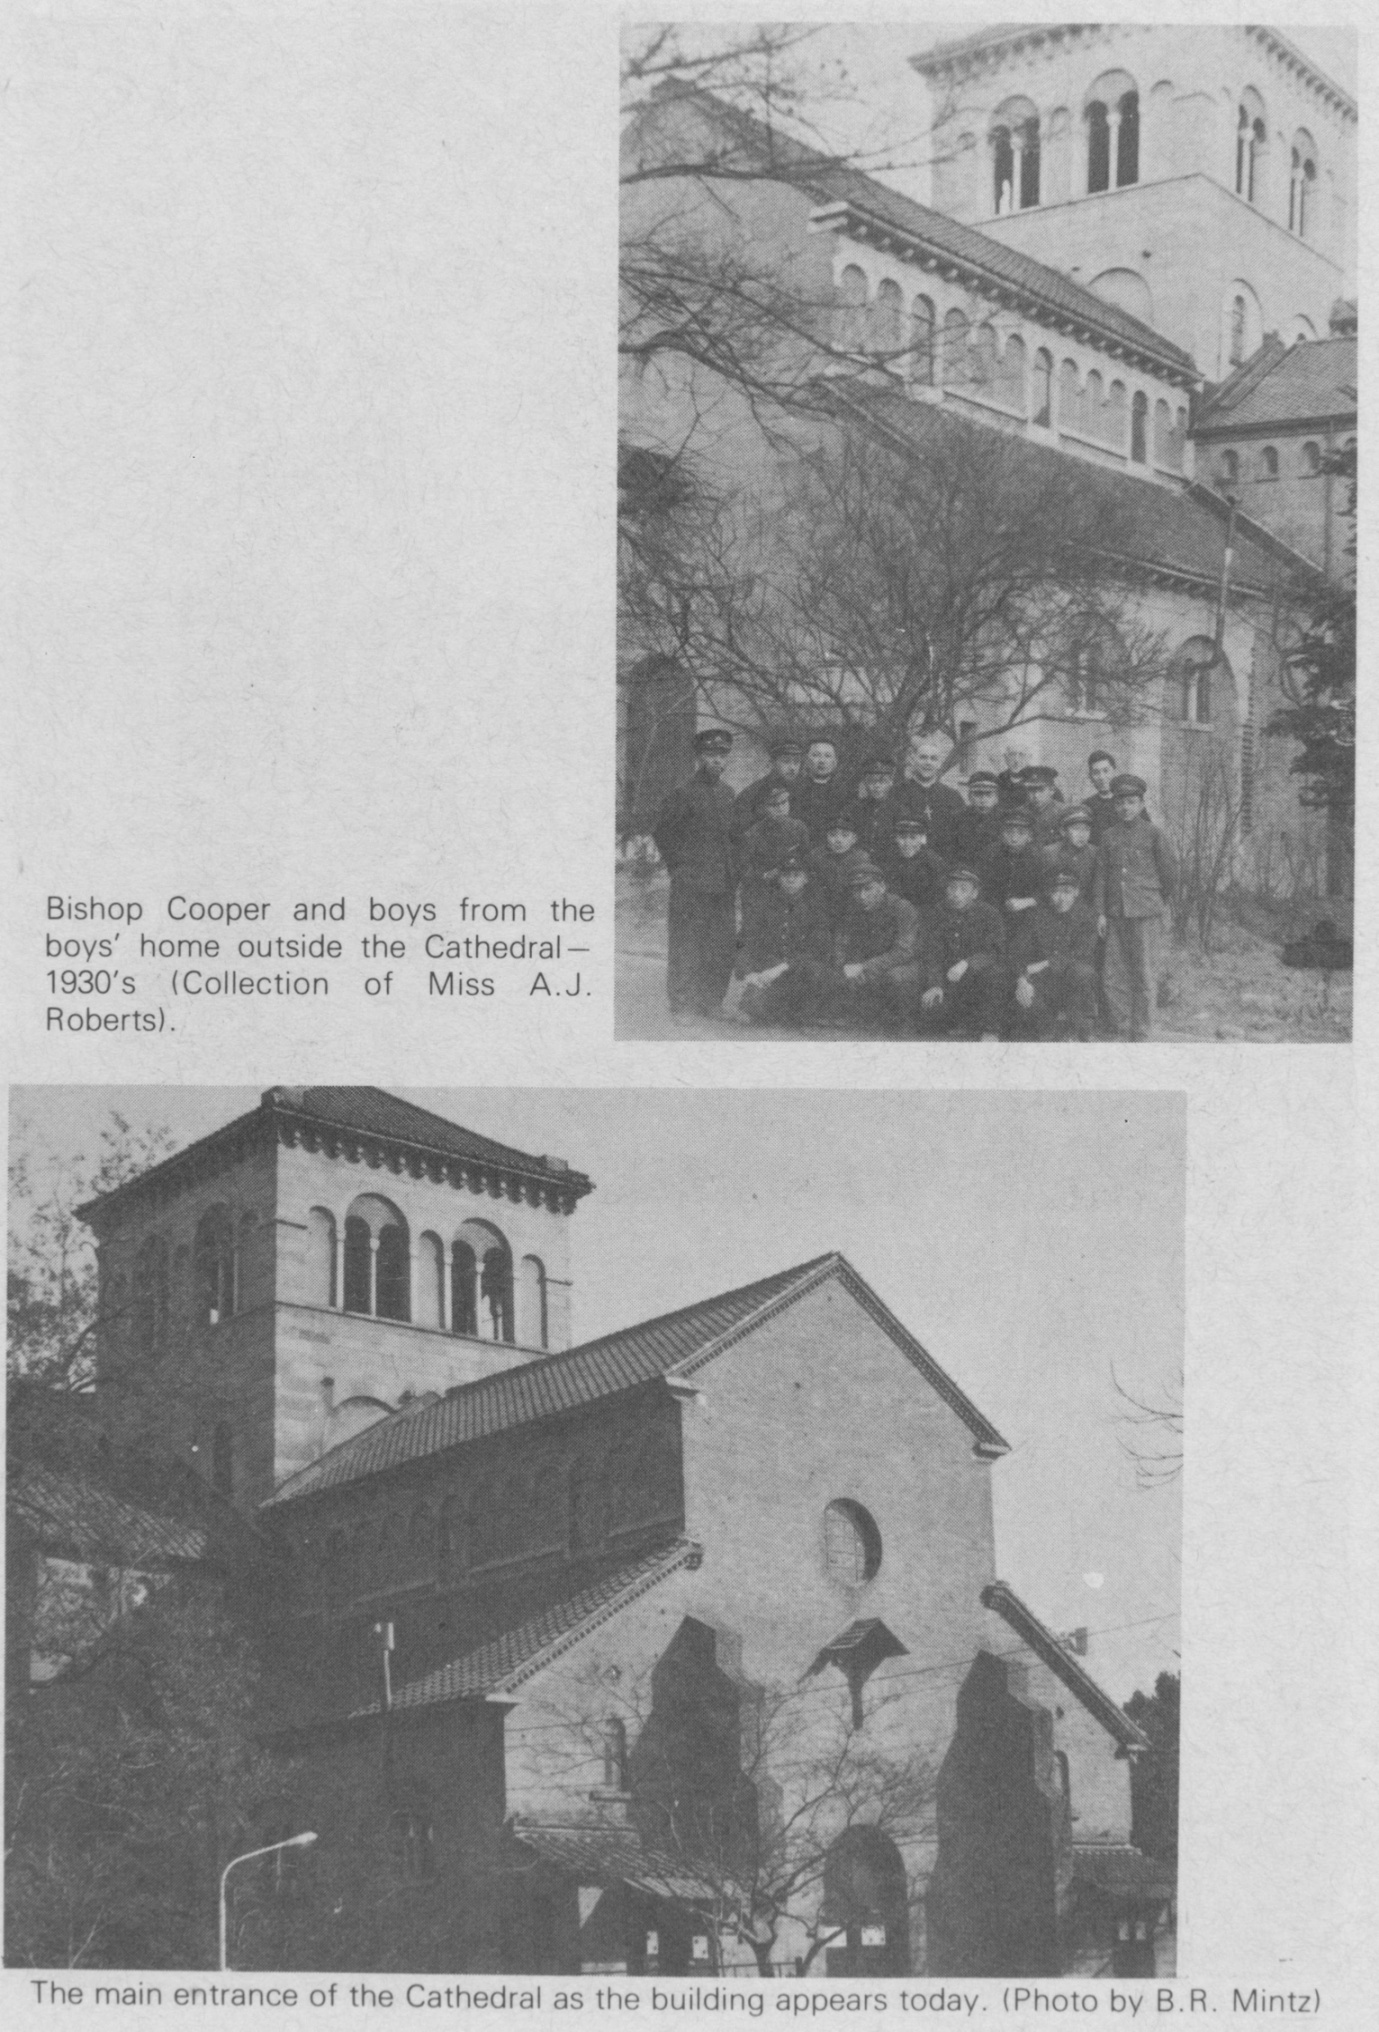 Bishop Cooper and boys from the
boys' home outside the Cathedral—
1930's (Collection of Miss A.J.
Roberts).
The main entrance of the Cathedral as the building appears today. (Photo by B.R. Mintz)